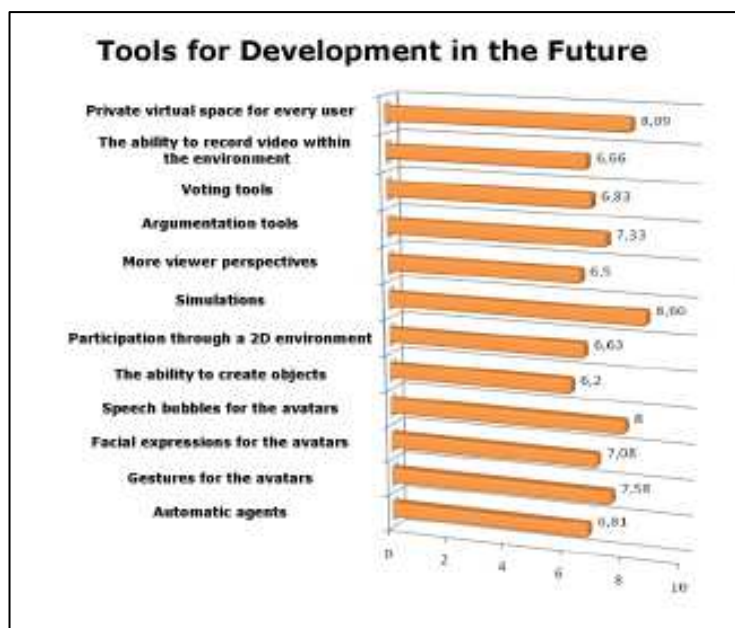 Tools for Development in the Future
Private virtual space for every user
8,09
The ability to record video within
the environment
6,66
Voting tools
6,83
Argumentation tools
7,33
More viewer perspectives
6,5
Simulations
Participation through a 2D environment
6,63
The ability to create objects
6,2
Speech bubbles for the avatars
8
Facial expressions for the avatars
7,08
Gestures for the avatars
7,58
Automatic agents
6,81
0
2
4
6
8
10